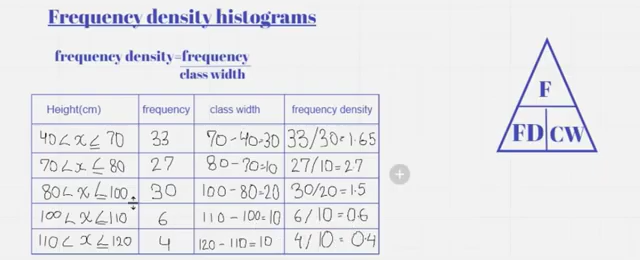 Frequency density histograms
frequency density=frequency
class width
F
FD CW
Height(cm) frequency class width frequency density
40 < x ≤ 70 33 70 - 40=30 33/30=1.65
70 < x ≤ 80 27 80 - 70=10 27/10=2.7
80 < x ≤ 100 30 100 - 80=20 30/20=1.5
100 < x ≤ 110 6 110 - 100=10 6/10=0.6
110 < x ≤ 120 4 120 - 110=10 4/10=0.4